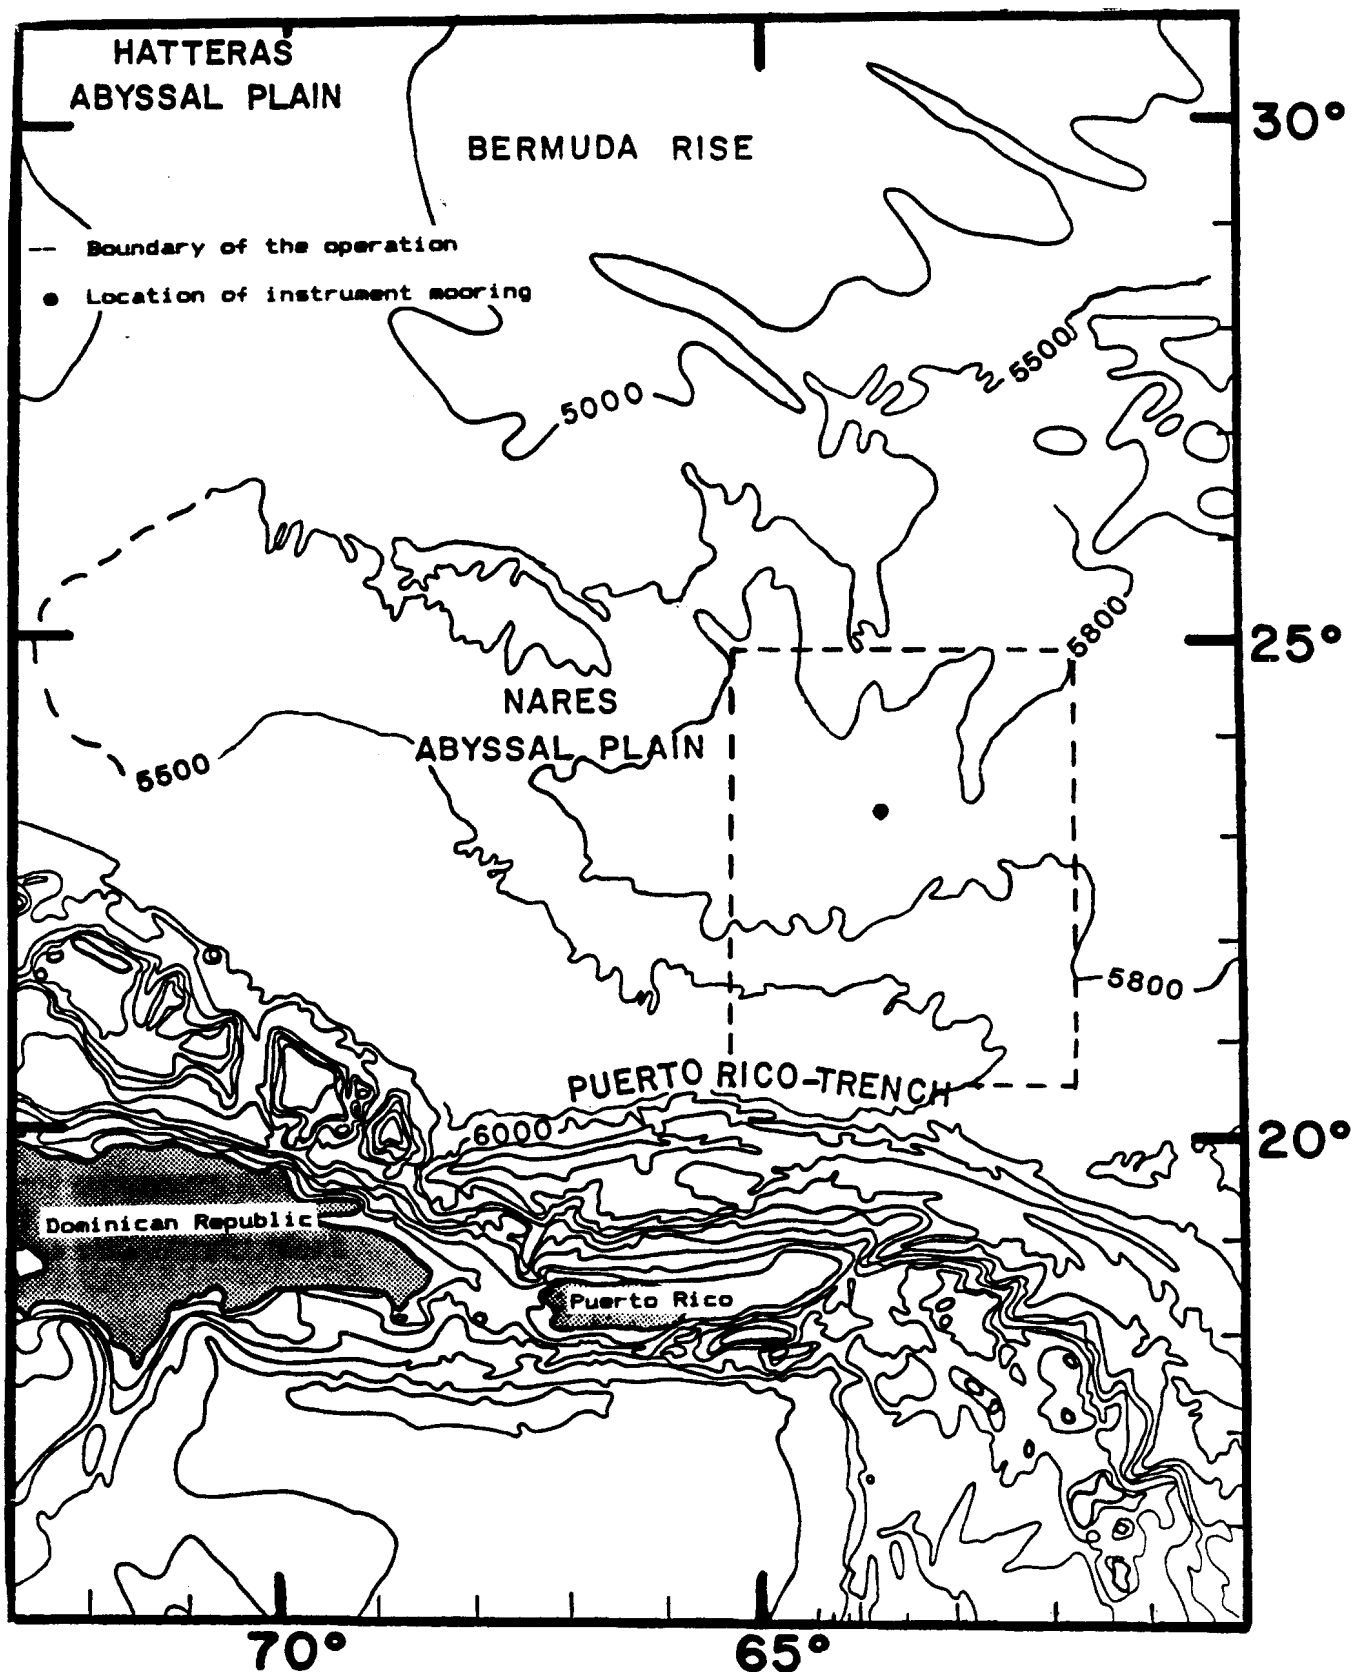 HATTERAS
ABYSSAL PLAIN
30°
BERMUDA RISE
-- Boundary of the operation
● Location of instrument mooring
5500
5000
25°
5800
NARES
ABYSSAL PLAIN
5500
5800
PUERTO RICO-TRENCH
6000
20°
Dominican Republic
Puerto Rico
70°
65°